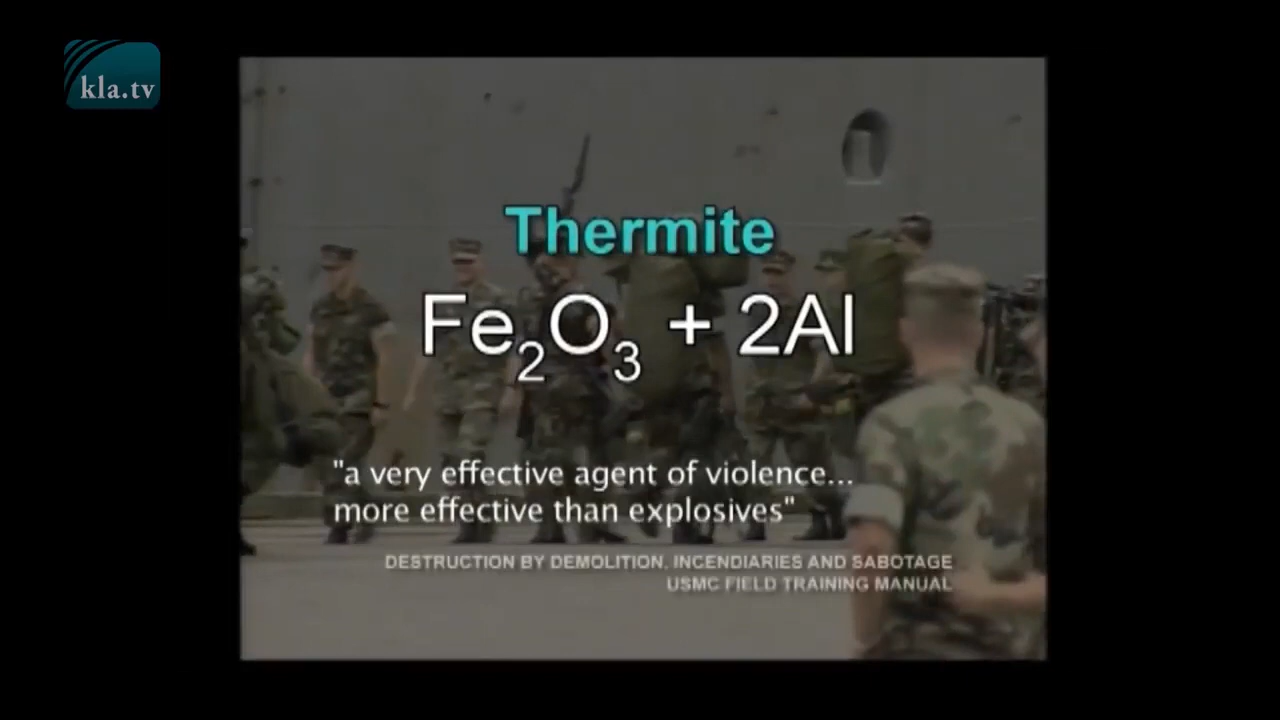 kla.tv
Thermite
Fe₂O₃ + 2Al
"a very effective agent of violence...
more effective than explosives"
DESTRUCTION BY DEMOLITION, INCENDIARIES AND SABOTAGE
USMC FIELD TRAINING MANUAL